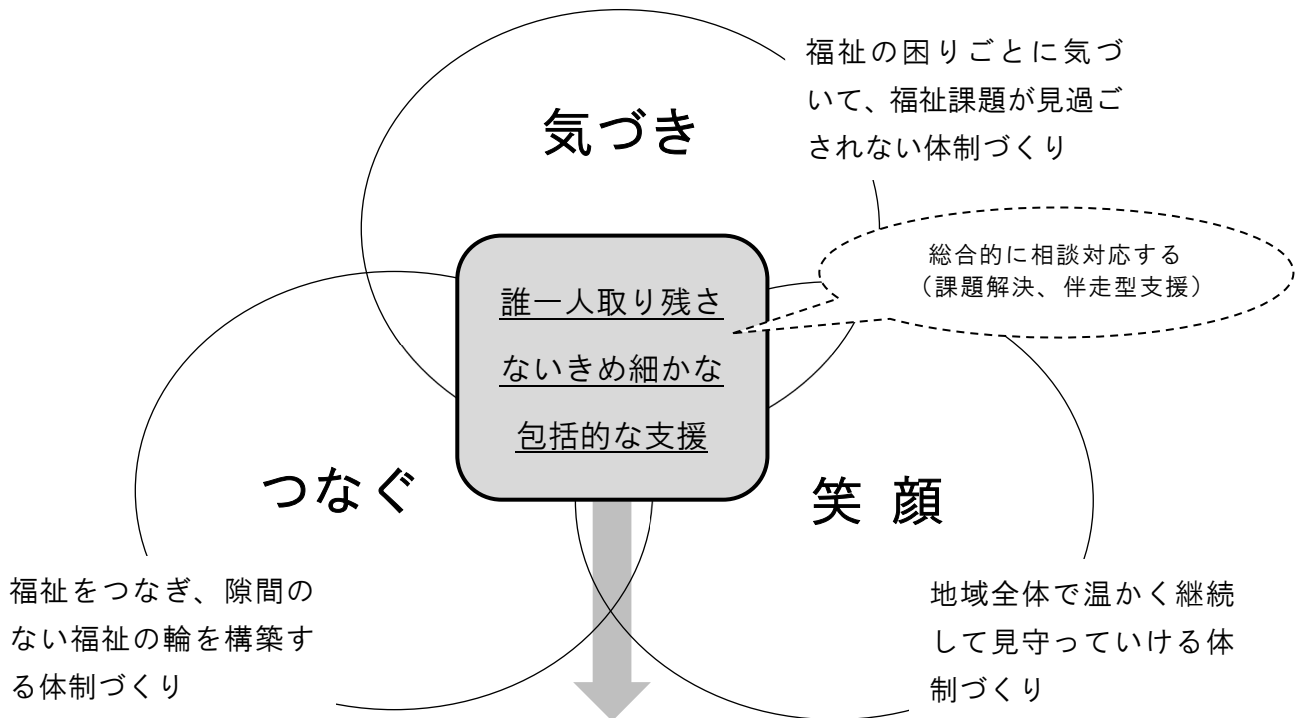 気づき
福祉の困りごとに気づ
いて、福祉課題が見過ご
されない体制づくり
総合的に相談対応する
（課題解決、伴走型支援）
誰一人取り残さ
ないきめ細かな
包括的な支援
つなぐ
笑 顔
福祉をつなぎ、隙間の
ない福祉の輪を構築す
る体制づくり
地域全体で温かく継続
して見守っていける体
制づくり